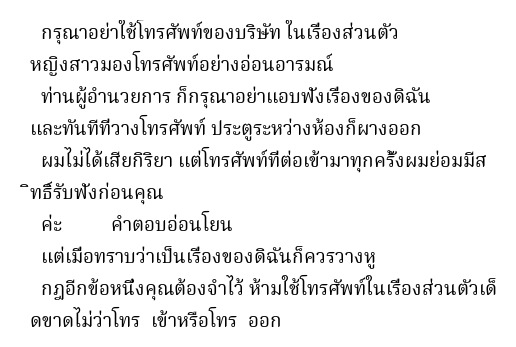 กรุณาอย่าใช้โทรศัพท์ของบริษัท ในเรื่องส่วนตัว
หญิงสาวมองโทรศัพท์อย่างอ่อนอารมณ์
ท่านผู้อำนวยการ ก็กรุณาอย่าแอบฟังเรื่องของดิฉัน
และทันทีที่วางโทรศัพท์ ประตูระหว่างห้องก็ผางออก
ผมไม่ได้เสียกิริยา แต่โทรศัพท์ที่ต่อเข้ามาทุกครั้งผมย่อมมีส
ิทธิ์รับฟังก่อนคุณ
ค่ะ คำตอบอ่อนโยน
แต่เมื่อทราบว่าเป็นเรื่องของดิฉันก็ควรวางหู
กฎอีกข้อหนึ่งคุณต้องจำไว้ ห้ามใช้โทรศัพท์ในเรื่องส่วนตัวเด็
ดขาดไม่ว่าโทร เข้าหรือโทร ออก